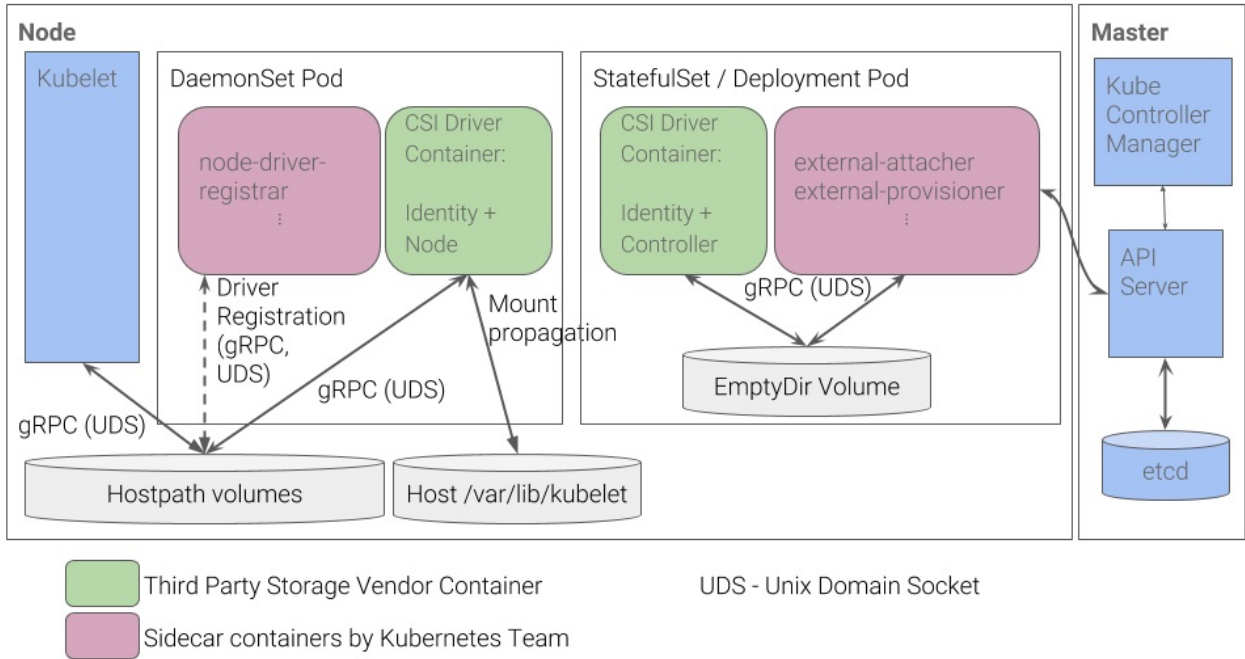 Node
Kubelet
DaemonSet Pod
node-driver-
registrar
⋮
CSI Driver
Container:
Identity +
Node
Driver
Registration
(gRPC,
UDS)
gRPC (UDS)
gRPC (UDS)
Mount
propagation
Hostpath volumes
Host /var/lib/kubelet
StatefulSet / Deployment Pod
CSI Driver
Container:
Identity +
Controller
external-attacher
external-provisioner
⋮
gRPC (UDS)
EmptyDir Volume
Master
Kube
Controller
Manager
API
Server
etcd
Third Party Storage Vendor Container
UDS - Unix Domain Socket
Sidecar containers by Kubernetes Team